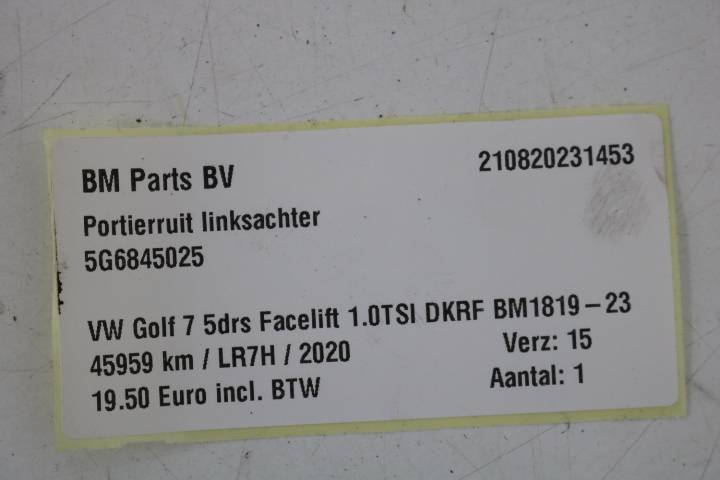 BM Parts BV 210820231453
Portierruit linksachter
5G6845025
VW Golf 7 5drs Facelift 1.0TSI DKRF BM1819-23
45959 km / LR7H / 2020 Verz: 15
19.50 Euro incl. BTW Aantal: 1